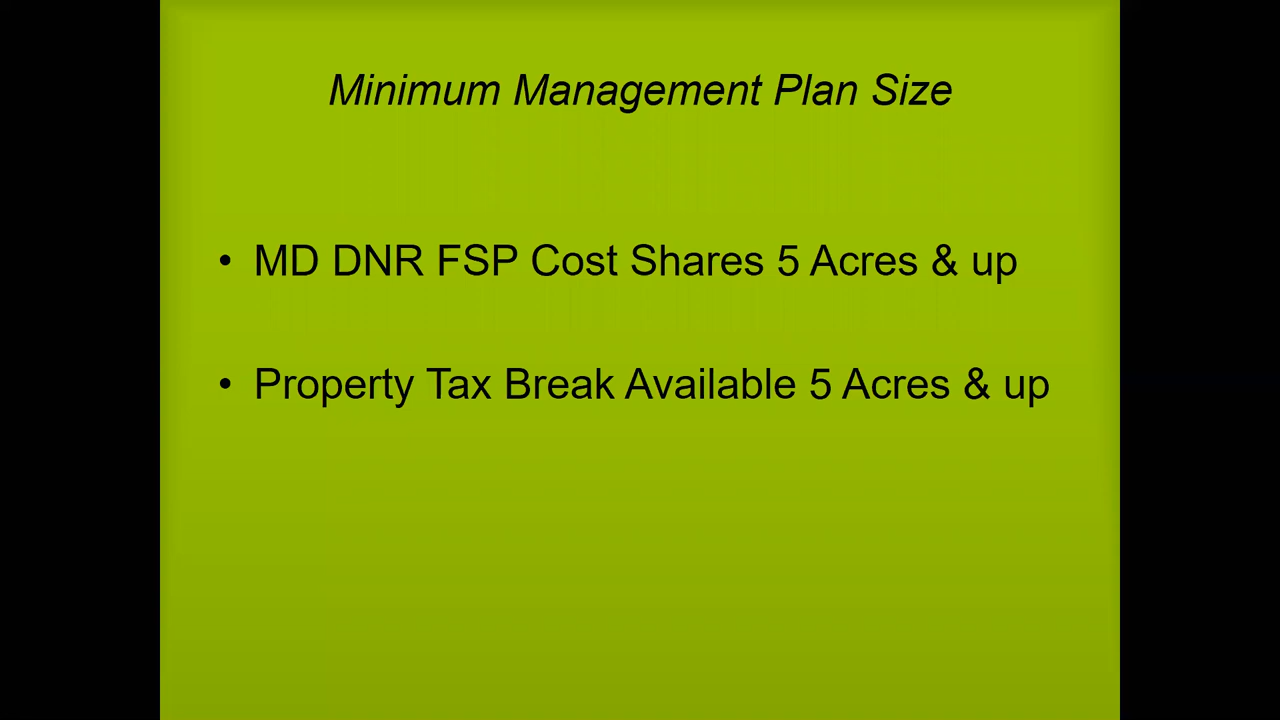 Minimum Management Plan Size
• MD DNR FSP Cost Shares 5 Acres & up
• Property Tax Break Available 5 Acres & up